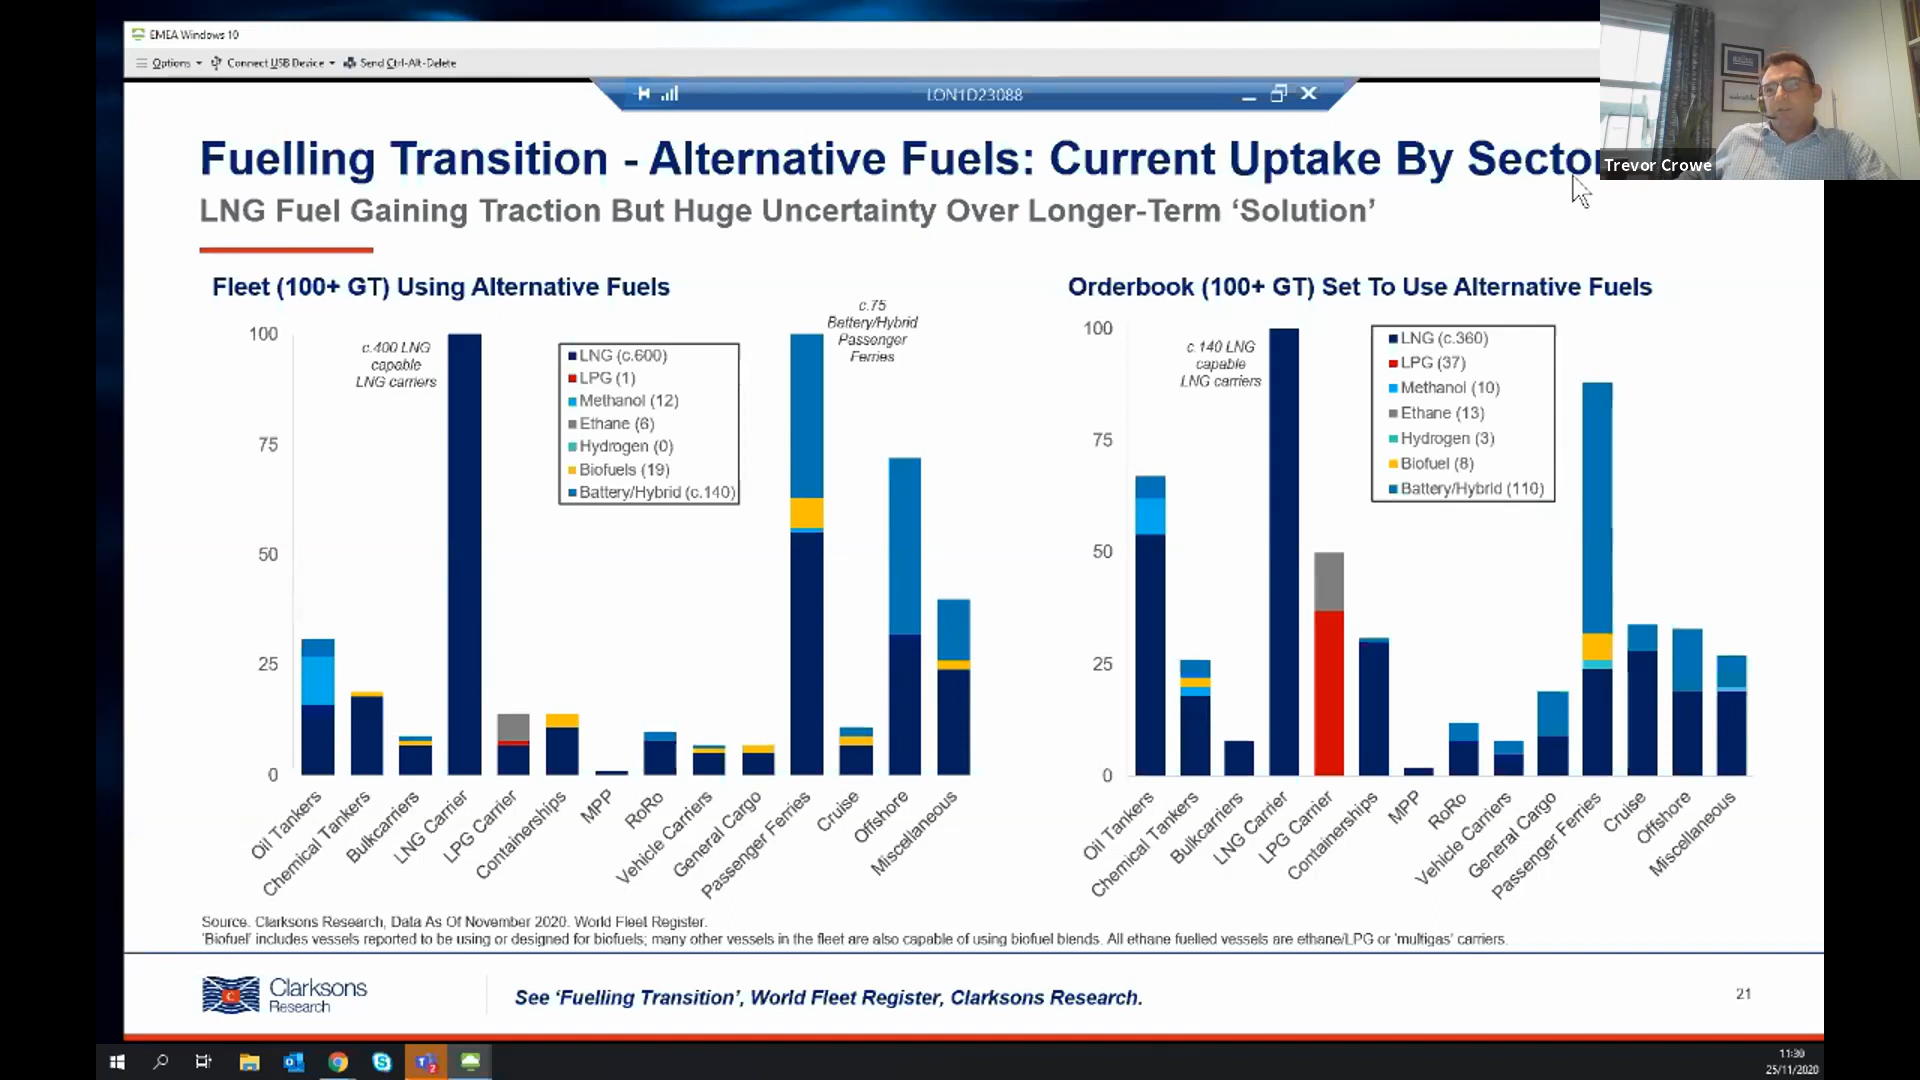 EMEA Windows 10
Options Connect USB Device Send Ctrl-Alt-Delete
LON1D23088
Trevor Crowe
Fuelling Transition - Alternative Fuels: Current Uptake By Secto
LNG Fuel Gaining Traction But Huge Uncertainty Over Longer-Term ‘Solution’
Fleet (100+ GT) Using Alternative Fuels
c.75
Battery/Hybrid
Passenger
Ferries
c.400 LNG
capable
LNG carriers
LNG (c.600)
LPG (1)
Methanol (12)
Ethane (6)
Hydrogen (0)
Biofuels (19)
Battery/Hybrid (c.140)
100
75
50
25
0
Oil Tankers
Chemical Tankers
Bulkcarriers
LNG Carrier
LPG Carrier
Containerships
MPP
RoRo
Vehicle Carriers
General Cargo
Passenger Ferries
Cruise
Offshore
Miscellaneous
Orderbook (100+ GT) Set To Use Alternative Fuels
c.140 LNG
capable
LNG carriers
LNG (c.360)
LPG (37)
Methanol (10)
Ethane (13)
Hydrogen (3)
Biofuel (8)
Battery/Hybrid (110)
100
75
50
25
0
Oil Tankers
Chemical Tankers
Bulkcarriers
LNG Carrier
LPG Carrier
Containerships
MPP
RoRo
Vehicle Carriers
General Cargo
Passenger Ferries
Cruise
Offshore
Miscellaneous
Source. Clarksons Research, Data As Of November 2020. World Fleet Register.
‘Biofuel’ includes vessels reported to be using or designed for biofuels; many other vessels in the fleet are also capable of using biofuel blends. All ethane fuelled vessels are ethane/LPG or ‘multigas’ carriers.
Clarksons
Research
See ‘Fuelling Transition’, World Fleet Register, Clarksons Research.
21
11:30
25/11/2020